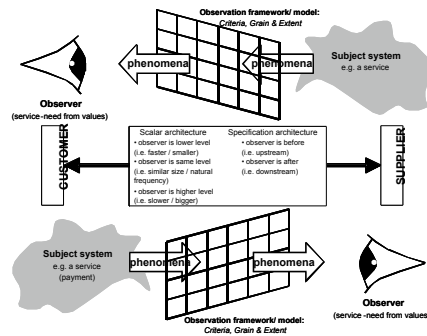 Observation framework/ model:
Criteria, Grain & Extent
phenomena
phenomena
Subject system
e.g. a service
Observer
(service-need from values)
CUSTOMER
Scalar architecture
• observer is lower level
(i.e. faster / smaller)
• observer is same level
(i.e. similar size / natural
frequency)
• observer is higher level
(i.e. slower / bigger)
Specification architecture
• observer is before
(i.e. upstream)
• observer is after
(i.e. downstream)
SUPPLIER
Subject system
e.g. a service
(payment)
phenomena
phenomena
Observer
(service-need from values)
Observation framework/ model:
Criteria, Grain & Extent